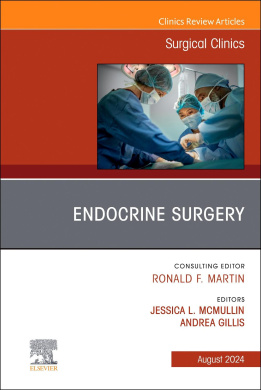 Clinics Review Articles
Surgical Clinics
ENDOCRINE SURGERY
CONSULTING EDITOR
RONALD F. MARTIN
EDITORS
JESSICA L. MCMULLIN
ANDREA GILLIS
ELSEVIER
August 2024